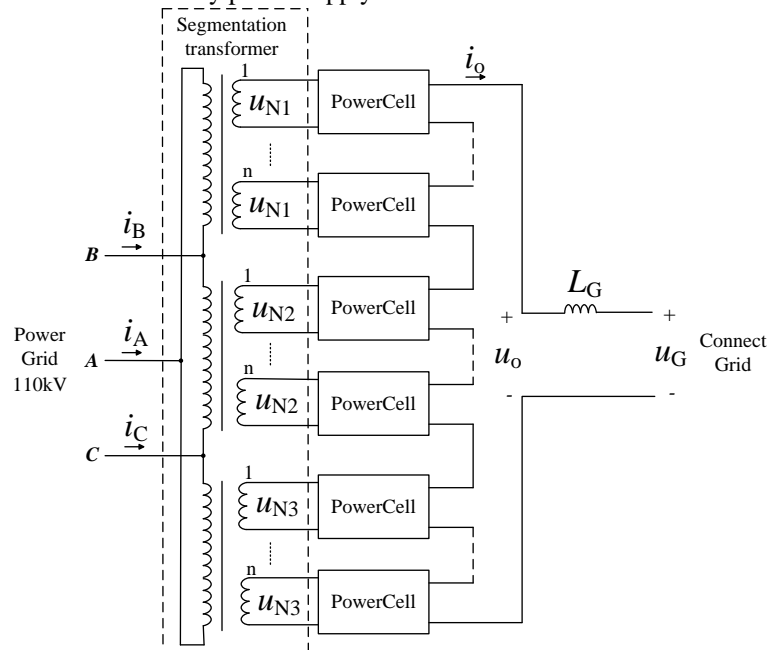 Segmentation
transformer
1
u_N1
PowerCell
i_o
n
u_N1
PowerCell
i_B
B
1
u_N2
PowerCell
L_G
Power
Grid
110kV
i_A
A
+
u_o
-
+
u_G
-
Connect
Grid
n
u_N2
PowerCell
i_C
C
1
u_N3
PowerCell
n
u_N3
PowerCell